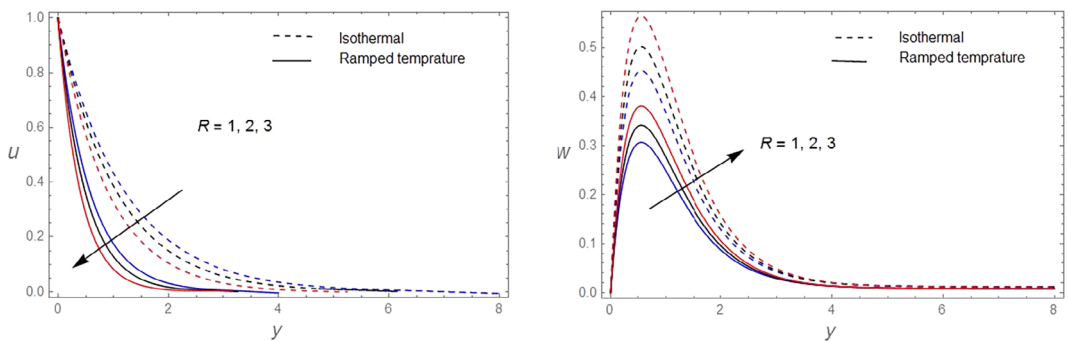 1.0
0.8
0.6
0.4
0.2
0.0
u
Isothermal
Ramped temprature
R = 1, 2, 3
0 2 4 6 8
y
0.5
0.4
0.3
0.2
0.1
0.0
w
Isothermal
Ramped temprature
R = 1, 2, 3
0 2 4 6 8
y